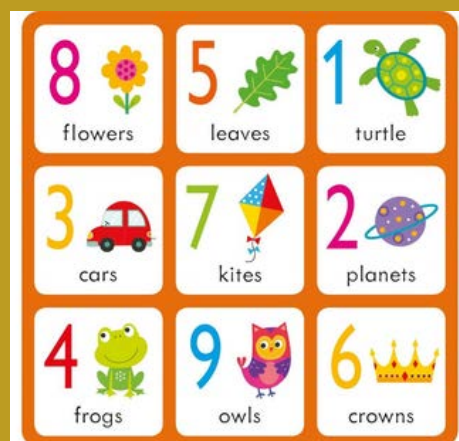 8
flowers
5
leaves
1
turtle
3
cars
7
kites
2
planets
4
frogs
9
owls
6
crowns